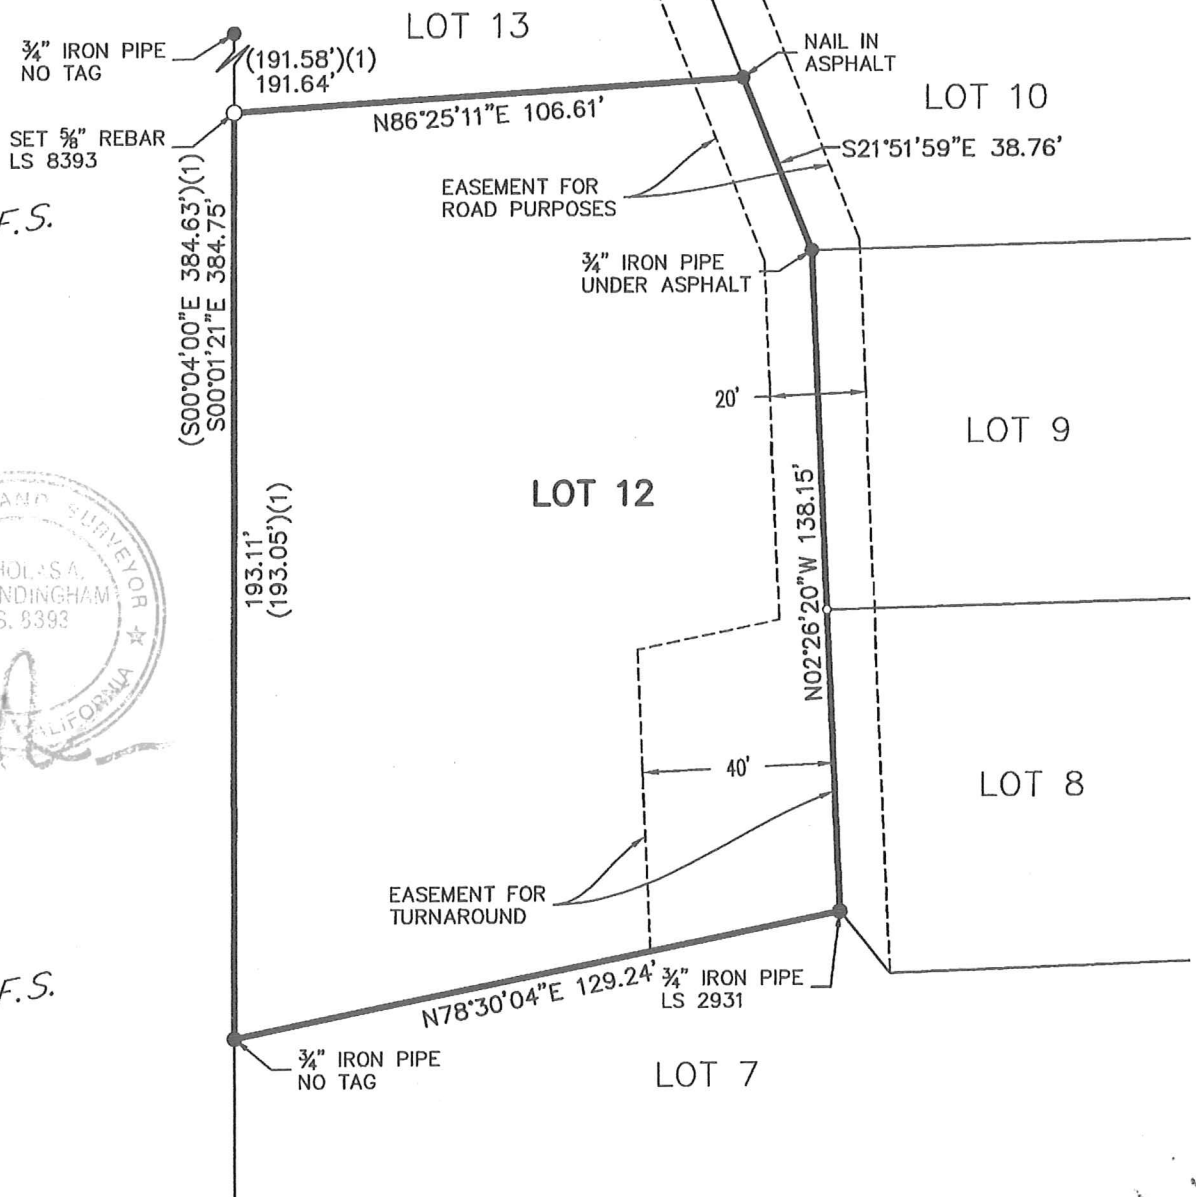 LOT 13
¾" IRON PIPE
NO TAG
(191.58')(1)
191.64'
NAIL IN
ASPHALT
LOT 10
SET ⅝" REBAR
LS 8393
N86°25'11"E 106.61'
S21°51'59"E 38.76'
EASEMENT FOR
ROAD PURPOSES
F.S.
(S00°04'00"E 384.63')(1)
S00°01'21"E 384.75'
¾" IRON PIPE
UNDER ASPHALT
20'
LOT 9
LOT 12
193.11'
(193.05')(1)
N02°26'20"W 138.15'
SURVEYOR
NDINGHAM
8393
40'
LOT 8
EASEMENT FOR
TURNAROUND
N78°30'04"E 129.24'
¾" IRON PIPE
LS 2931
F.S.
¾" IRON PIPE
NO TAG
LOT 7